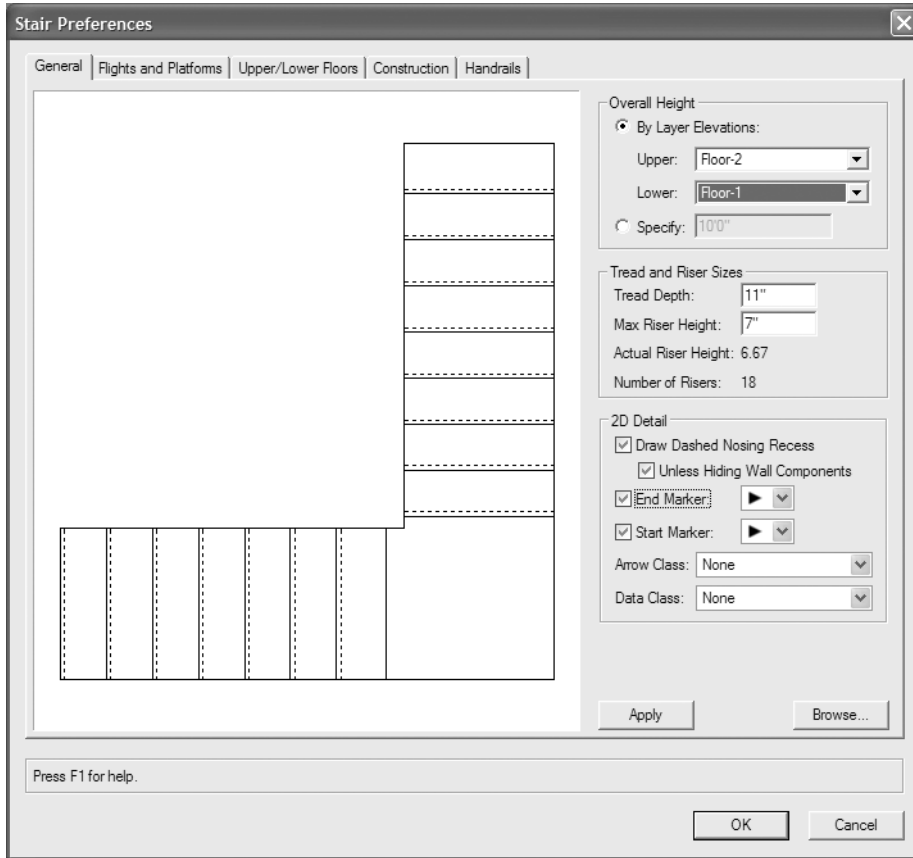 Stair Preferences
General Flights and Platforms Upper/Lower Floors Construction Handrails
Overall Height
By Layer Elevations:
Upper: Floor-2
Lower: Floor-1
Specify: 10'0"
Tread and Riser Sizes
Tread Depth: 11"
Max Riser Height: 7"
Actual Riser Height: 6.67
Number of Risers: 18
2D Detail
Draw Dashed Nosing Recess
Unless Hiding Wall Components
End Marker:
Start Marker:
Arrow Class: None
Data Class: None
Apply Browse...
Press F1 for help.
OK Cancel